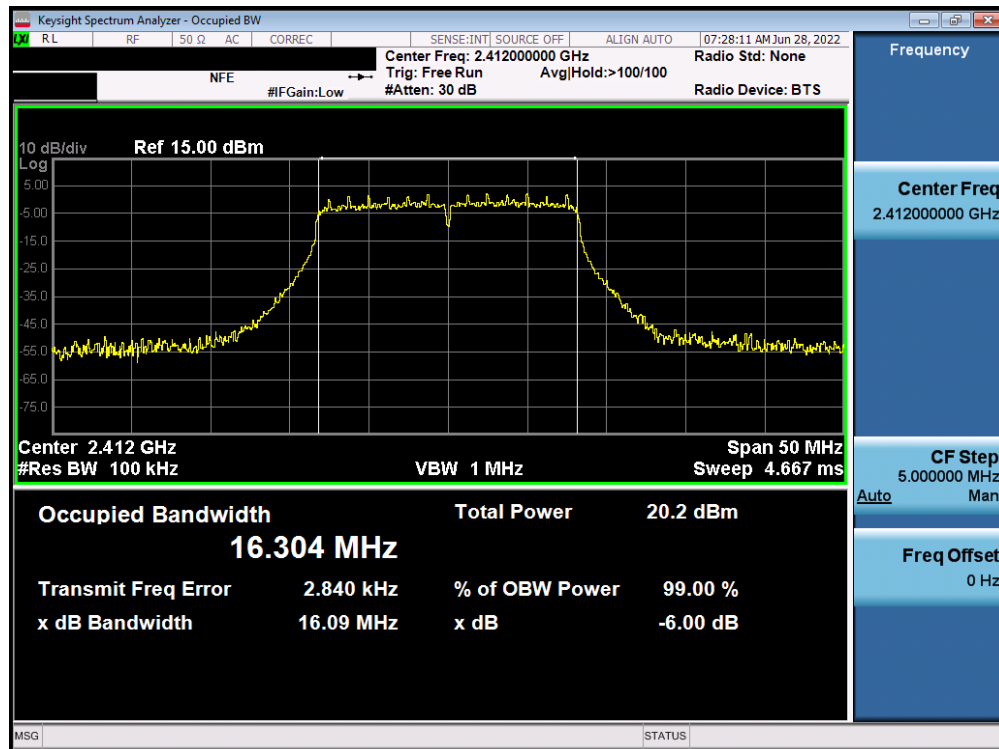 Keysight Spectrum Analyzer - Occupied BW
LXI RL RF 50 Ω AC CORREC SENSE:INT SOURCE OFF ALIGN AUTO 07:28:11 AM Jun 28, 2022
NFE
#IFGain:Low
Center Freq: 2.412000000 GHz
Trig: Free Run Avg|Hold:>100/100
#Atten: 30 dB
Radio Std: None
Radio Device: BTS
10 dB/div Ref 15.00 dBm
Log
5.00
-5.00
-15.0
-25.0
-35.0
-45.0
-55.0
-65.0
-75.0
Center 2.412 GHz Span 50 MHz
#Res BW 100 kHz VBW 1 MHz Sweep 4.667 ms
Occupied Bandwidth Total Power 20.2 dBm
16.304 MHz
Transmit Freq Error 2.840 kHz % of OBW Power 99.00 %
x dB Bandwidth 16.09 MHz x dB -6.00 dB
MSG STATUS
Frequency
Center Freq
2.412000000 GHz
CF Step
5.000000 MHz
Auto Man
Freq Offset
0 Hz